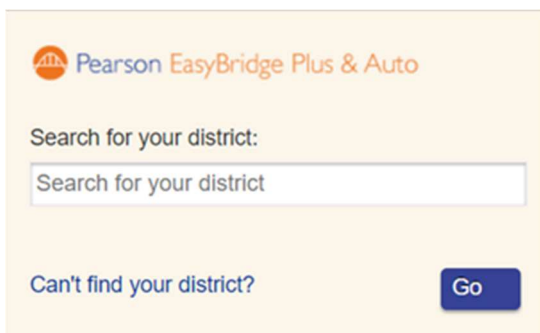 Pearson EasyBridge Plus & Auto
Search for your district:
Search for your district
Can't find your district?
Go